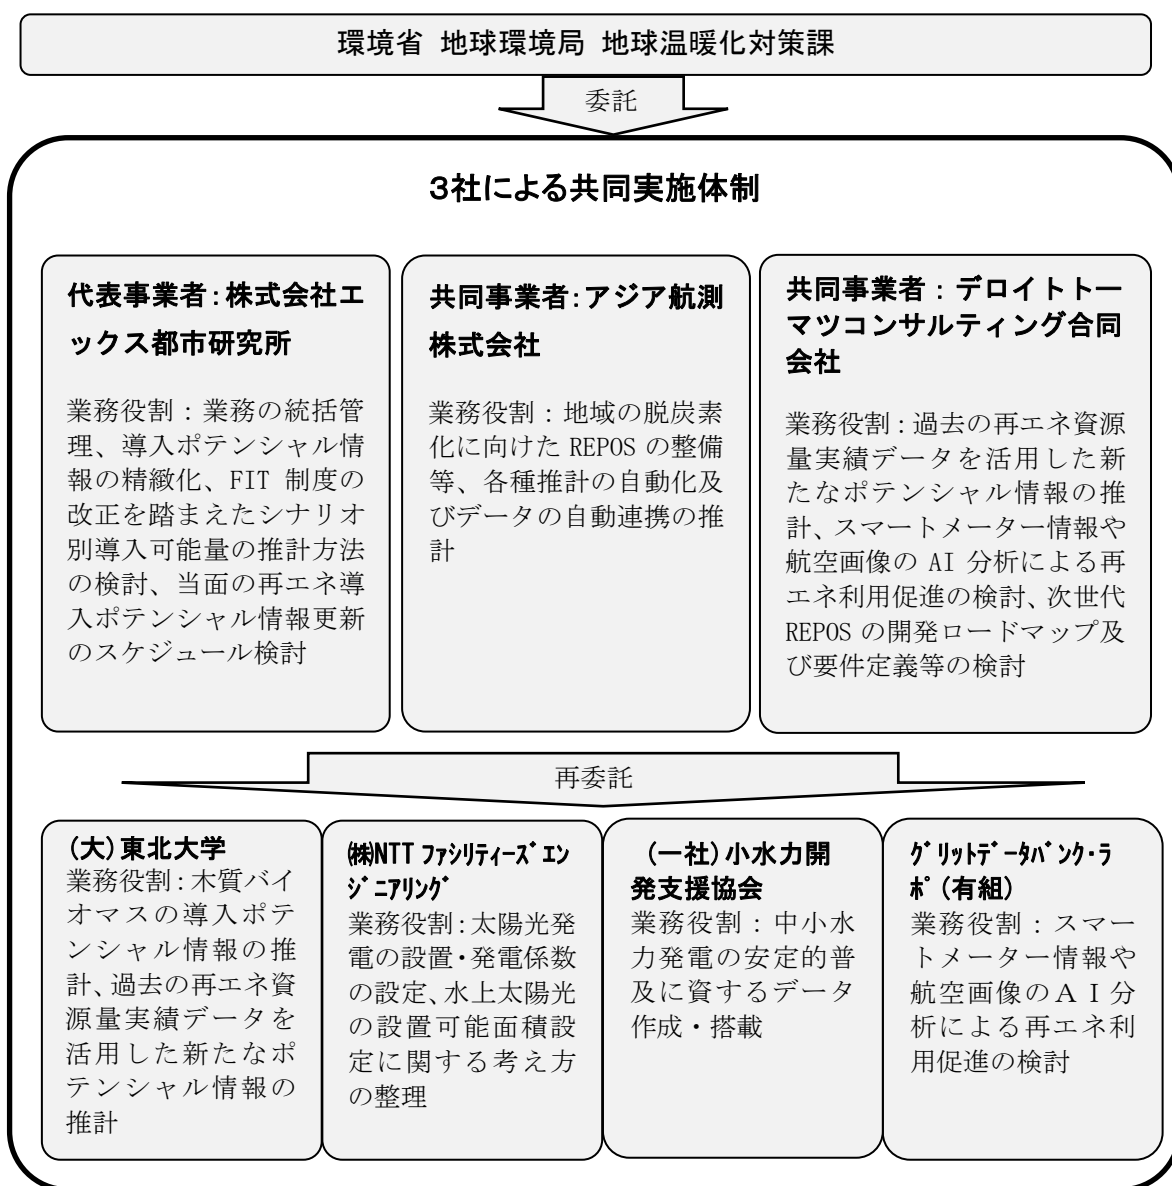 環境省 地球環境局 地球温暖化対策課
委託
３社による共同実施体制
代表事業者：株式会社エ
ックス都市研究所
業務役割：業務の統括管
理、導入ポテンシャル情
報の精緻化、FIT 制度の
改正を踏まえたシナリオ
別導入可能量の推計方法
の検討、当面の再エネ導
入ポテンシャル情報更新
のスケジュール検討
共同事業者：アジア航測
株式会社
業務役割：地域の脱炭素
化に向けた REPOS の整備
等、各種推計の自動化及
びデータの自動連携の推
計
共同事業者：デロイトトー
マツコンサルティング合同
会社
業務役割：過去の再エネ資源
量実績データを活用した新
たなポテンシャル情報の推
計、スマートメーター情報や
航空画像の AI 分析による再
エネ利用促進の検討、次世代
REPOS の開発ロードマップ及
び要件定義等の検討
再委託
(大)東北大学
業務役割：木質バイ
オマスの導入ポテ
ンシャル情報の推
計、過去の再エネ資
源量実績データを
活用した新たなポ
テンシャル情報の
推計
㈱NTT ﾌｧｼﾘﾃｨｰｽﾞｴﾝ
ｼﾞﾆｱﾘﾝｸﾞ
業務役割：太陽光発
電の設置・発電係数
の設定、水上太陽光
の設置可能面積設
定に関する考え方
の整理
(一社)小水力開
発支援協会
業務役割：中小水
力発電の安定的普
及に資するデータ
作成・搭載
ｸﾞﾘｯﾄﾃﾞｰﾀﾊﾞﾝｸ･ﾗ
ﾎﾞ(有組)
業務役割：スマー
トメーター情報や
航空画像のＡＩ分
析による再エネ利
用促進の検討